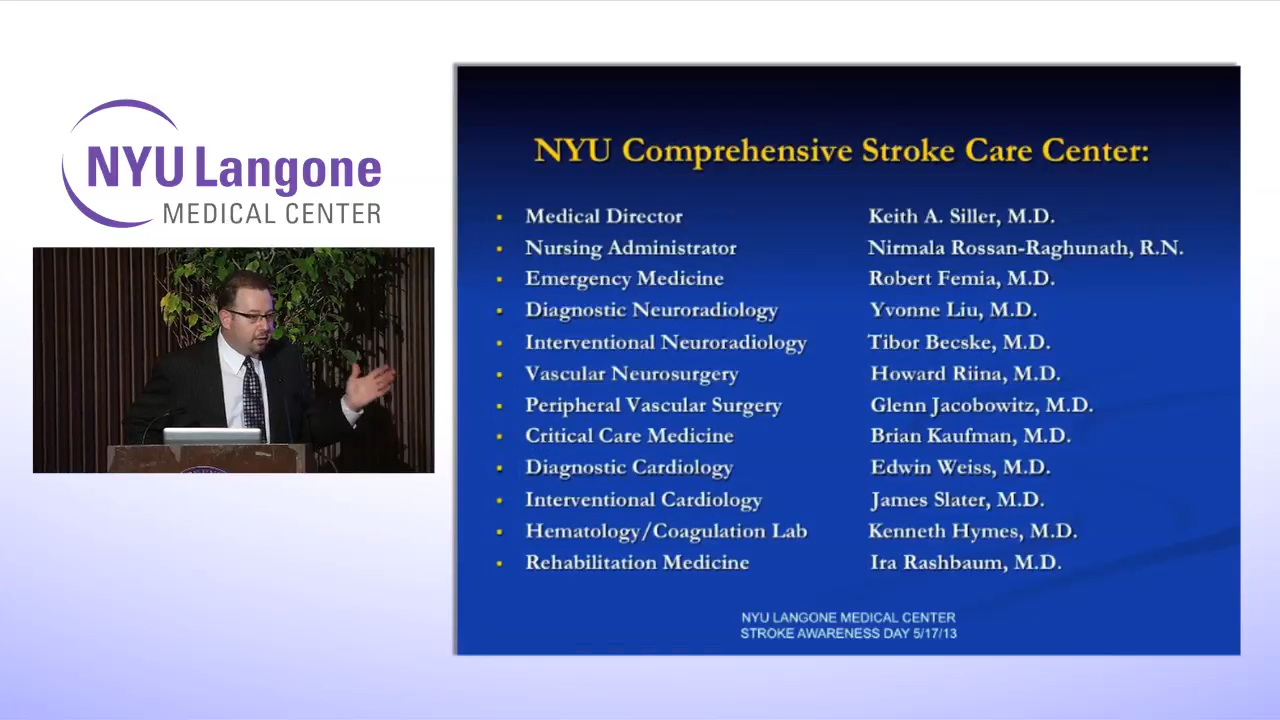 NYU Langone
MEDICAL CENTER
NYU Comprehensive Stroke Care Center:
Medical Director Keith A. Siller, M.D.
Nursing Administrator Nirmala Rossan-Raghunath, R.N.
Emergency Medicine Robert Femia, M.D.
Diagnostic Neuroradiology Yvonne Liu, M.D.
Interventional Neuroradiology Tibor Becske, M.D.
Vascular Neurosurgery Howard Riina, M.D.
Peripheral Vascular Surgery Glenn Jacobowitz, M.D.
Critical Care Medicine Brian Kaufman, M.D.
Diagnostic Cardiology Edwin Weiss, M.D.
Interventional Cardiology James Slater, M.D.
Hematology/Coagulation Lab Kenneth Hymes, M.D.
Rehabilitation Medicine Ira Rashbaum, M.D.
NYU LANGONE MEDICAL CENTER
STROKE AWARENESS DAY 5/17/13